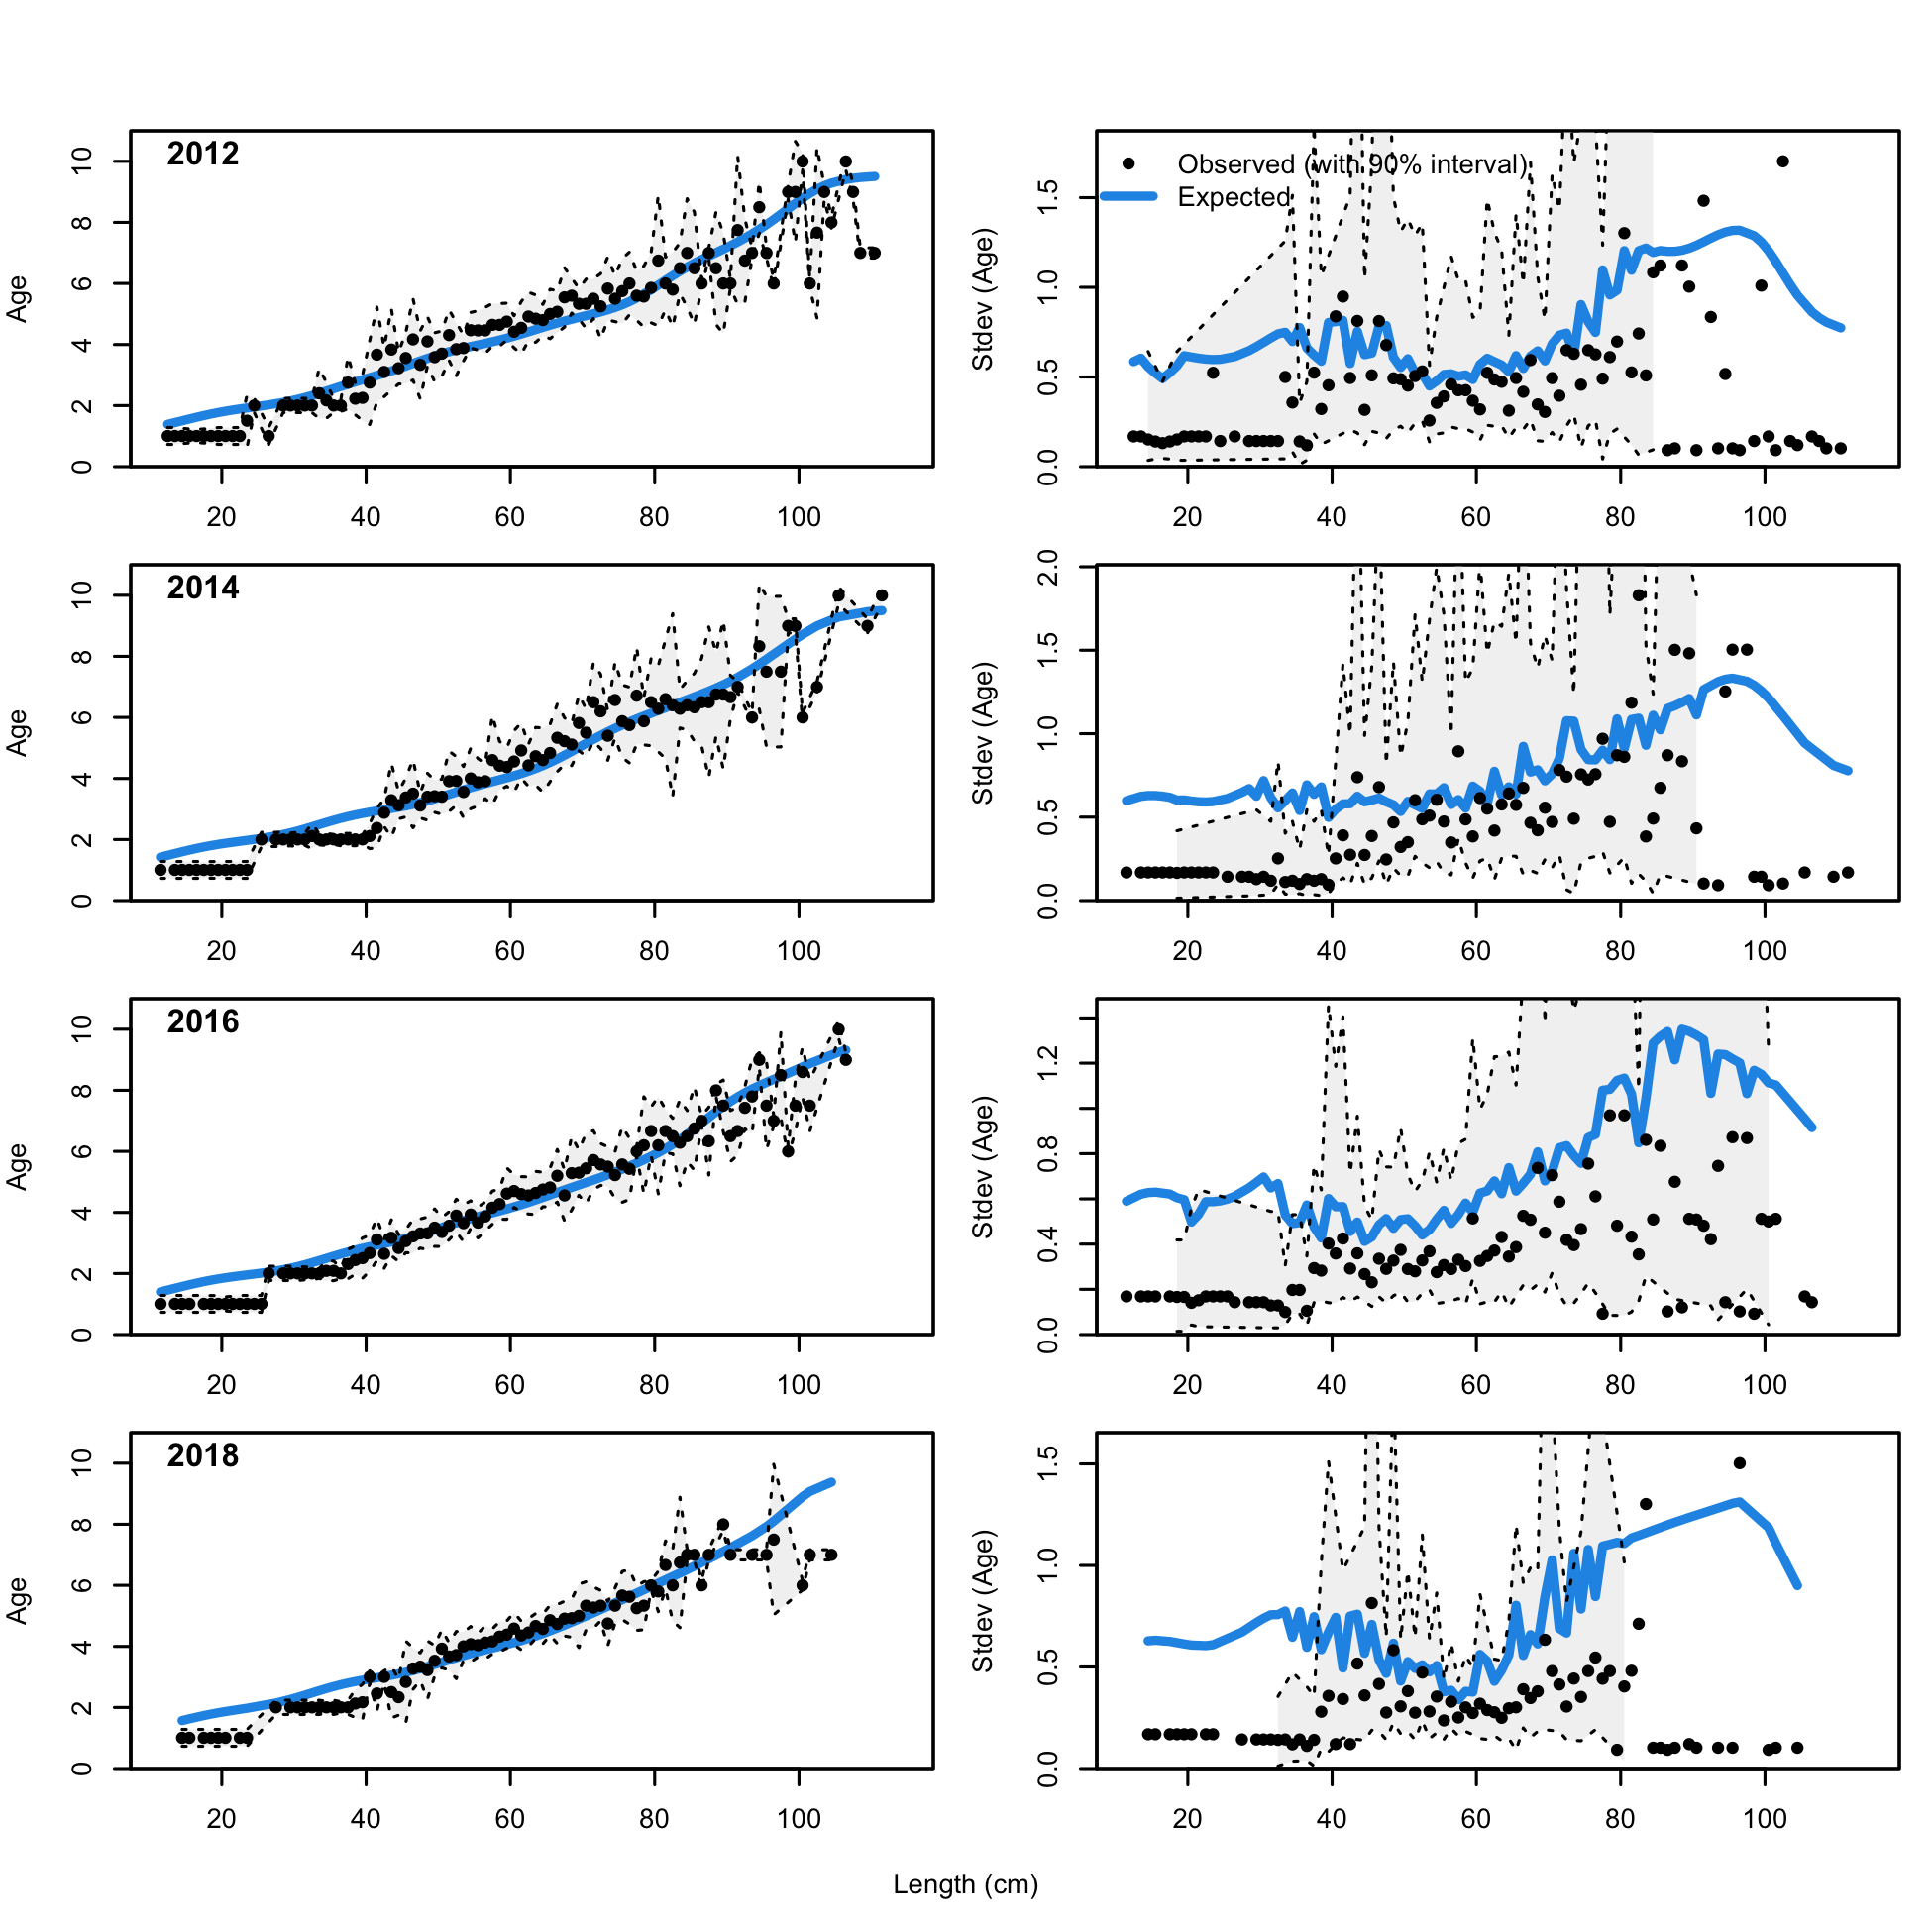 2012
Age
0 2 4 6 8 10
20 40 60 80 100
Observed (with 90% interval)
Expected
Stdev (Age)
0.0 0.5 1.0 1.5
20 40 60 80 100
2014
Age
0 2 4 6 8 10
20 40 60 80 100
Stdev (Age)
0.0 0.5 1.0 1.5 2.0
20 40 60 80 100
2016
Age
0 2 4 6 8 10
20 40 60 80 100
Stdev (Age)
0.0 0.4 0.8 1.2
20 40 60 80 100
2018
Age
0 2 4 6 8 10
20 40 60 80 100
Stdev (Age)
0.0 0.5 1.0 1.5
20 40 60 80 100
Length (cm)